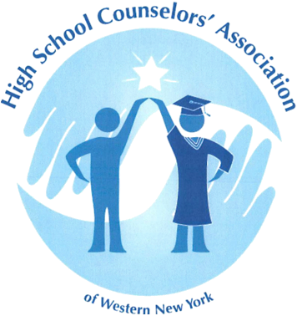 High School Counselors' Association
of Western New York